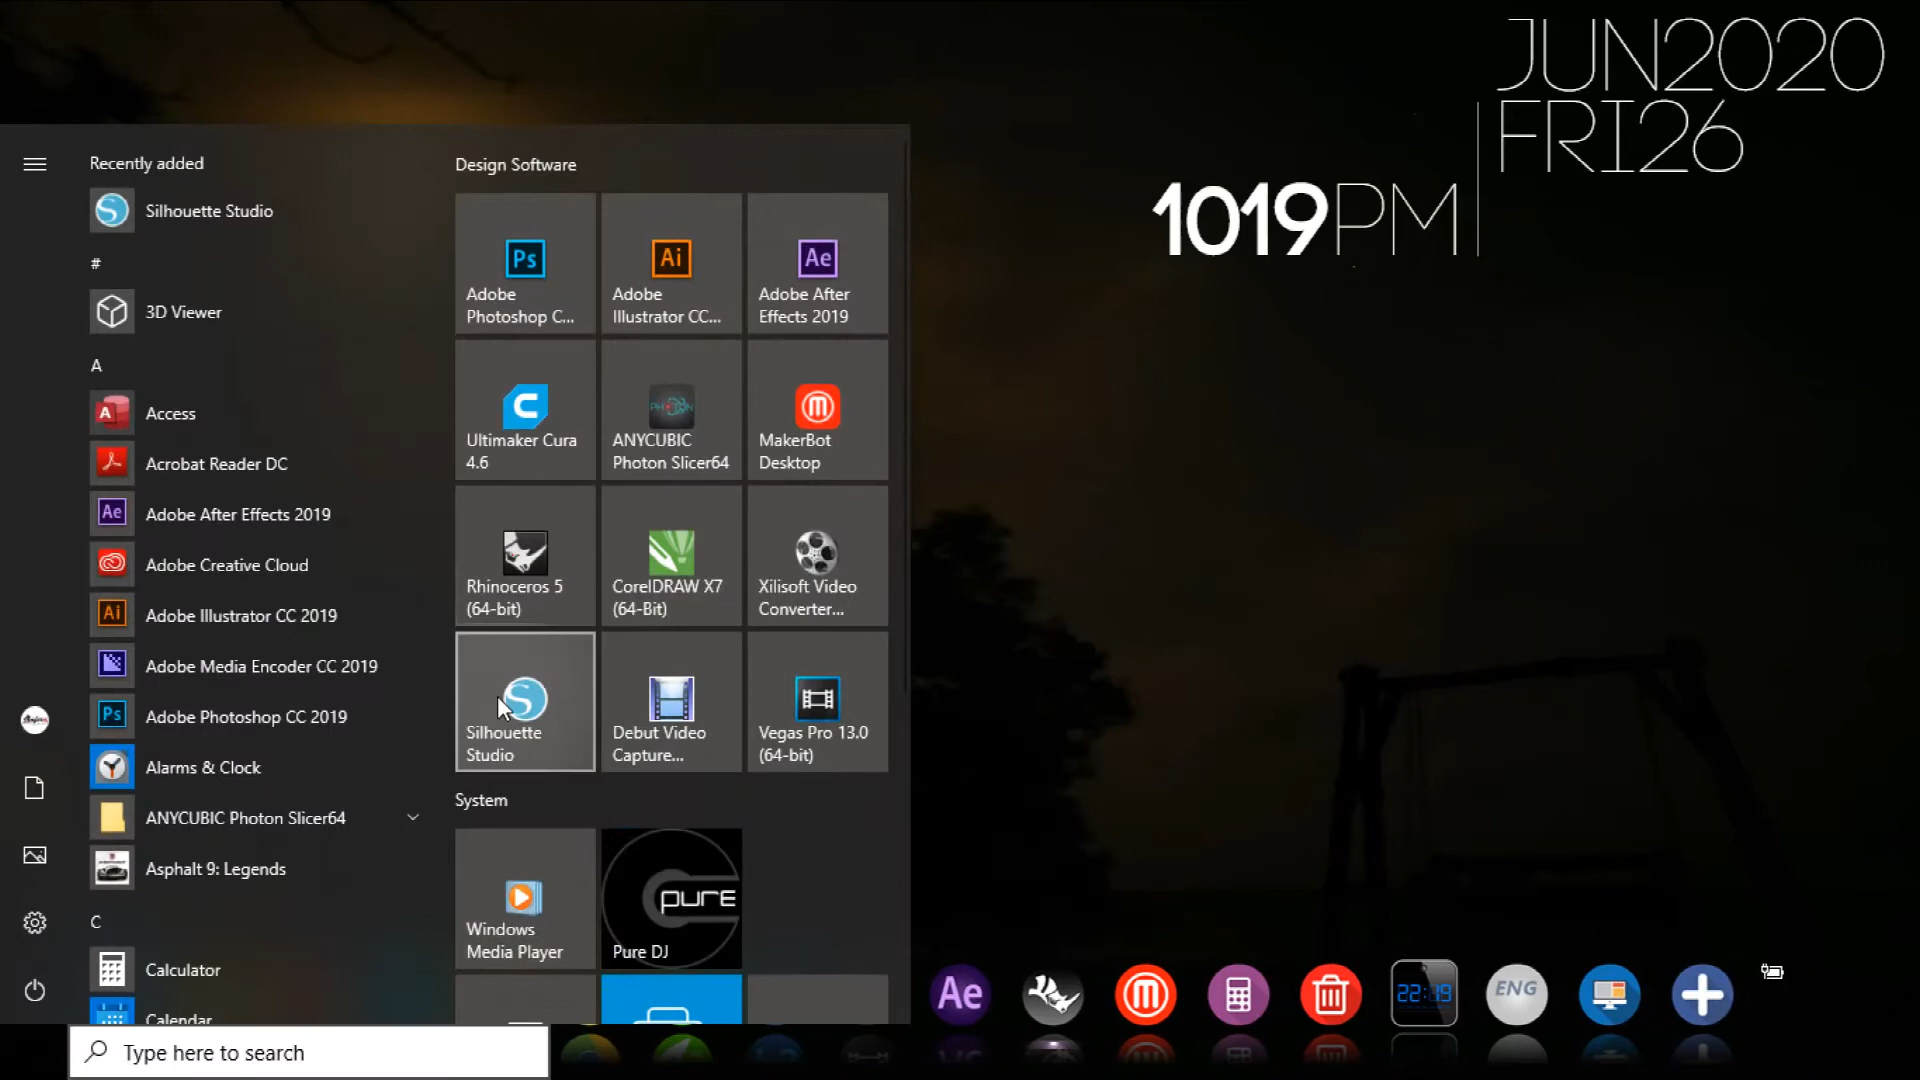 JUN2020
FRI26
1019PM
Recently added
Silhouette Studio
#
3D Viewer
A
Access
Acrobat Reader DC
Adobe After Effects 2019
Adobe Creative Cloud
Adobe Illustrator CC 2019
Adobe Media Encoder CC 2019
Adobe Photoshop CC 2019
Alarms & Clock
ANYCUBIC Photon Slicer64
Asphalt 9: Legends
C
Calculator
Calendar
Design Software
Ps
Adobe
Photoshop C...
Ai
Adobe
Illustrator CC...
Ae
Adobe After
Effects 2019
Ultimaker Cura
4.6
ANYCUBIC
Photon Slicer64
MakerBot
Desktop
Rhinoceros 5
(64-bit)
CorelDRAW X7
(64-Bit)
Xilisoft Video
Converter...
Silhouette
Studio
Debut Video
Capture...
Vegas Pro 13.0
(64-bit)
System
Windows
Media Player
pure
Pure DJ
Ae
ENG
Type here to search